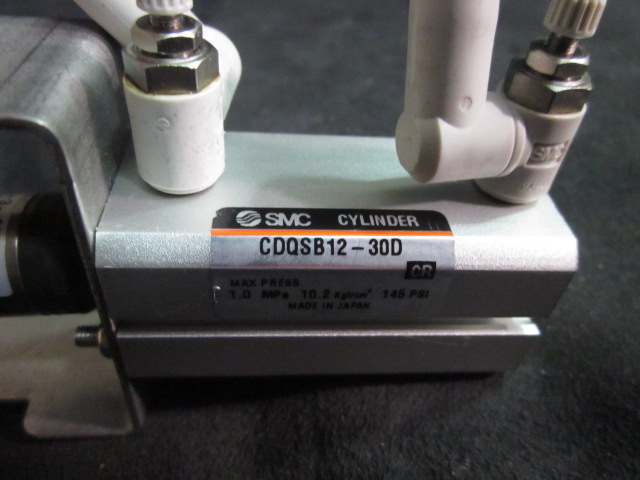 SMC CYLINDER
CDQSB12-30D
CR
MAX.PRESS.
1.0 MPa 10.2 Kgf/cm² 145 PSI
MADE IN JAPAN
SMC